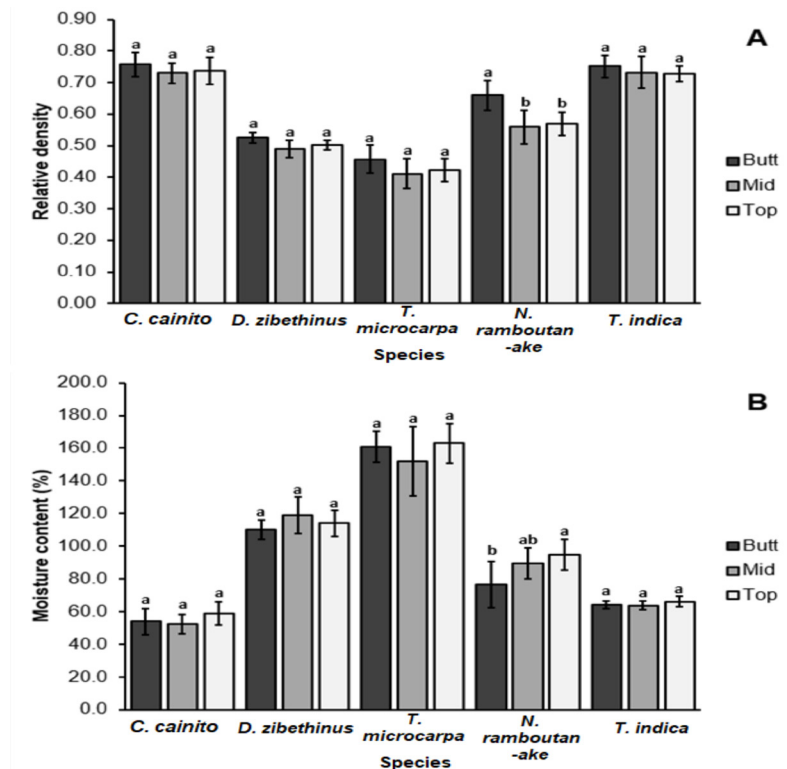 A
Relative density
0.90
0.80
0.70
0.60
0.50
0.40
0.30
0.20
0.10
0.00
a a a
a a a
a a a
a b b
a a a
Butt
Mid
Top
C. cainito
D. zibethinus
T.
microcarpa
N.
ramboutan
-ake
T. indica
Species
B
Moisture content (%)
200.0
180.0
160.0
140.0
120.0
100.0
80.0
60.0
40.0
20.0
0.0
a a a
a a a
a a a
b ab a
a a a
Butt
Mid
Top
C. cainito
D. zibethinus
T.
microcarpa
N.
ramboutan
-ake
T. indica
Species